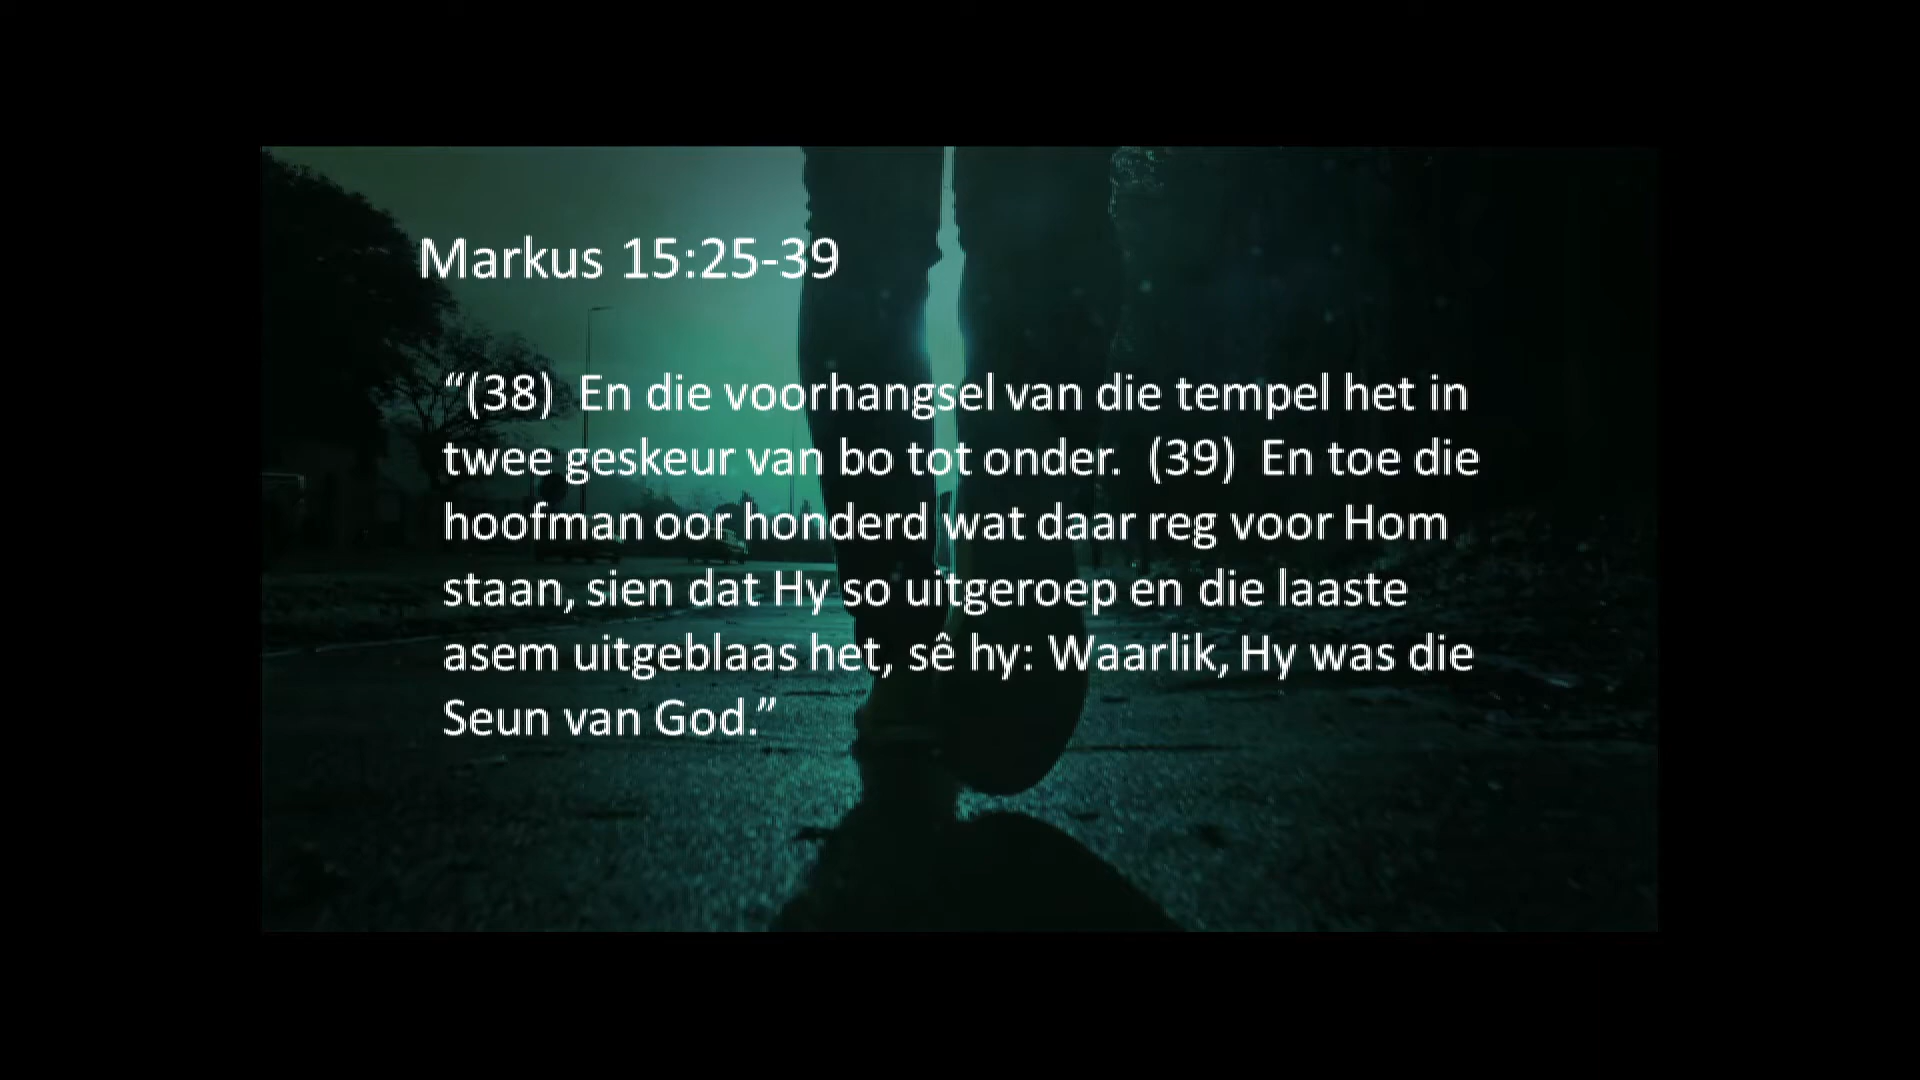 Markus 15:25-39
“(38)  En die voorhangsel van die tempel het in
twee geskeur van bo tot onder.  (39)  En toe die
hoofman oor honderd wat daar reg voor Hom
staan, sien dat Hy so uitgeroep en die laaste
asem uitgeblaas het, sê hy: Waarlik, Hy was die
Seun van God.”